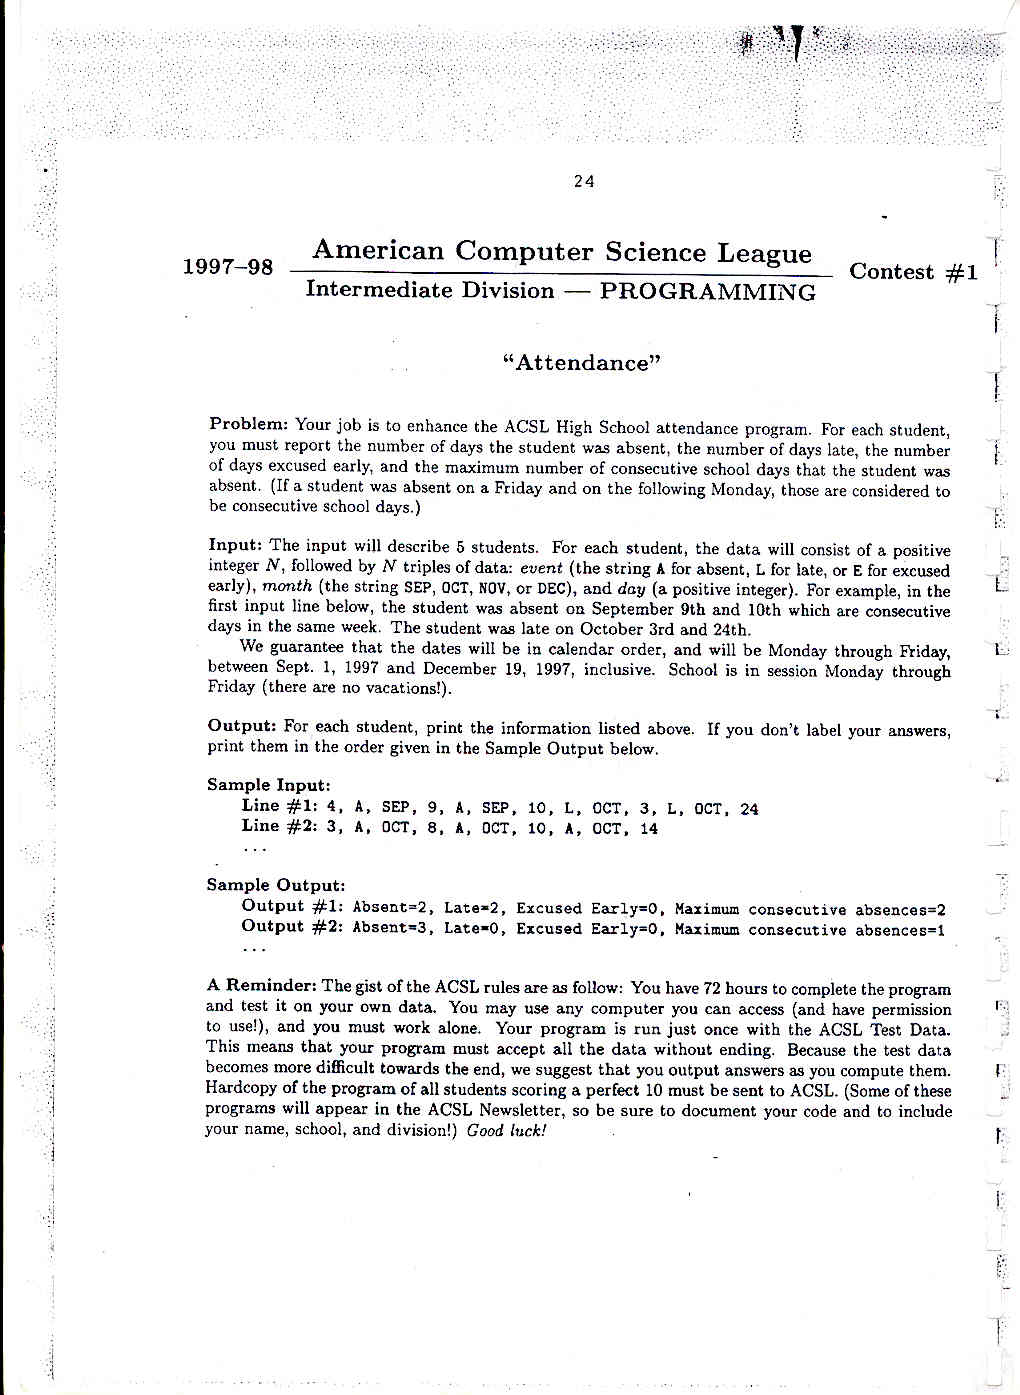 24
1997–98
American Computer Science League
Contest #1
Intermediate Division — PROGRAMMING
“Attendance”
Problem: Your job is to enhance the ACSL High School attendance program. For each student,
you must report the number of days the student was absent, the number of days late, the number
of days excused early, and the maximum number of consecutive school days that the student was
absent. (If a student was absent on a Friday and on the following Monday, those are considered to
be consecutive school days.)
Input: The input will describe 5 students. For each student, the data will consist of a positive
integer N, followed by N triples of data: event (the string A for absent, L for late, or E for excused
early), month (the string SEP, OCT, NOV, or DEC), and day (a positive integer). For example, in the
first input line below, the student was absent on September 9th and 10th which are consecutive
days in the same week. The student was late on October 3rd and 24th.
We guarantee that the dates will be in calendar order, and will be Monday through Friday,
between Sept. 1, 1997 and December 19, 1997, inclusive. School is in session Monday through
Friday (there are no vacations!).
Output: For each student, print the information listed above. If you don’t label your answers,
print them in the order given in the Sample Output below.
Sample Input:
Line #1: 4, A, SEP, 9, A, SEP, 10, L, OCT, 3, L, OCT, 24
Line #2: 3, A, OCT, 8, A, OCT, 10, A, OCT, 14
...
Sample Output:
Output #1: Absent=2, Late=2, Excused Early=0, Maximum consecutive absences=2
Output #2: Absent=3, Late=0, Excused Early=0, Maximum consecutive absences=1
...
A Reminder: The gist of the ACSL rules are as follow: You have 72 hours to complete the program
and test it on your own data. You may use any computer you can access (and have permission
to use!), and you must work alone. Your program is run just once with the ACSL Test Data.
This means that your program must accept all the data without ending. Because the test data
becomes more difficult towards the end, we suggest that you output answers as you compute them.
Hardcopy of the program of all students scoring a perfect 10 must be sent to ACSL. (Some of these
programs will appear in the ACSL Newsletter, so be sure to document your code and to include
your name, school, and division!) Good luck!